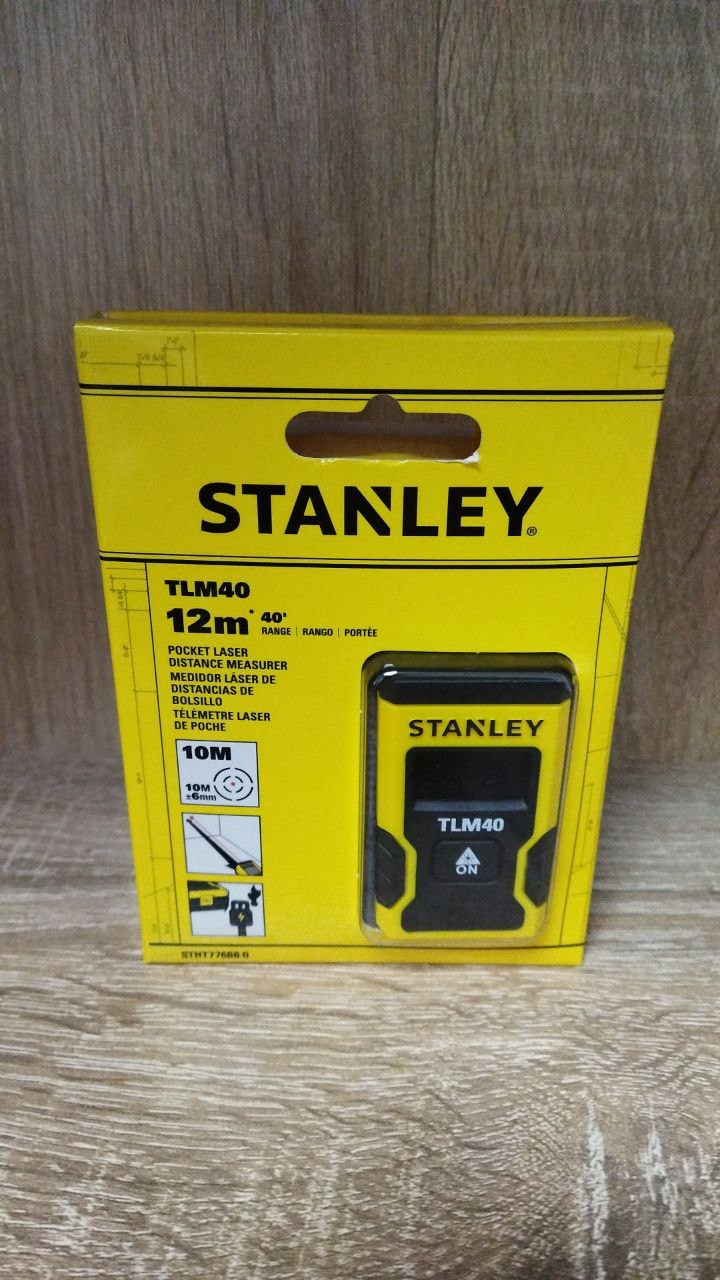 STANLEY®
TLM40
12m* 40'
RANGE | RANGO | PORTÉE
POCKET LASER
DISTANCE MEASURER
MEDIDOR LÁSER DE
DISTANCIAS DE
BOLSILLO
TÉLÉMETRE LASER
DE POCHE
10M
10M
±6mm
STANLEY
TLM40
ON